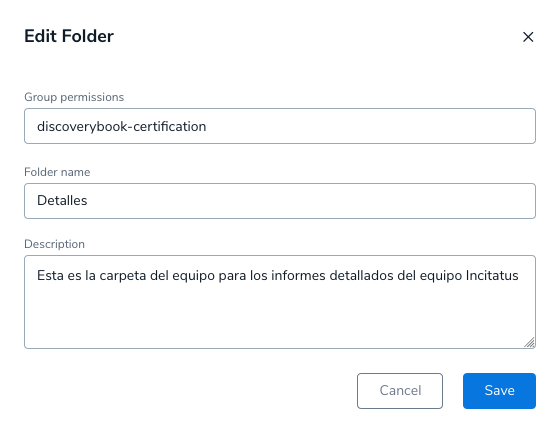 Edit Folder
Group permissions
discoverybook-certification
Folder name
Detalles
Description
Esta es la carpeta del equipo para los informes detallados del equipo Incitatus
Cancel
Save